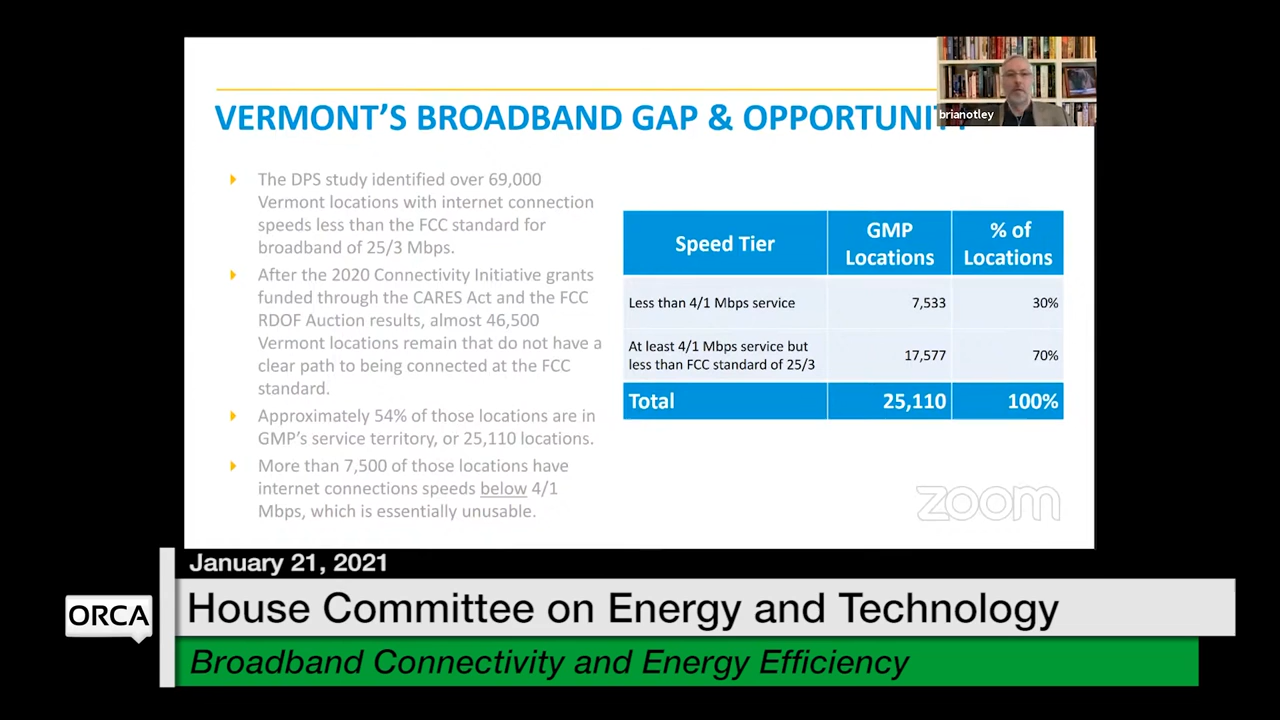 VERMONT'S BROADBAND GAP & OPPORTUNITY
brianotley
The DPS study identified over 69,000
Vermont locations with internet connection
speeds less than the FCC standard for
broadband of 25/3 Mbps.
After the 2020 Connectivity Initiative grants
funded through the CARES Act and the FCC
RDOF Auction results, almost 46,500
Vermont locations remain that do not have a
clear path to being connected at the FCC
standard.
Approximately 54% of those locations are in
GMP's service territory, or 25,110 locations.
More than 7,500 of those locations have
internet connections speeds below 4/1
Mbps, which is essentially unusable.
Speed Tier
GMP
Locations
% of
Locations
Less than 4/1 Mbps service
7,533
30%
At least 4/1 Mbps service but
less than FCC standard of 25/3
17,577
70%
Total
25,110
100%
zoom
January 21, 2021
ORCA
House Committee on Energy and Technology
Broadband Connectivity and Energy Efficiency